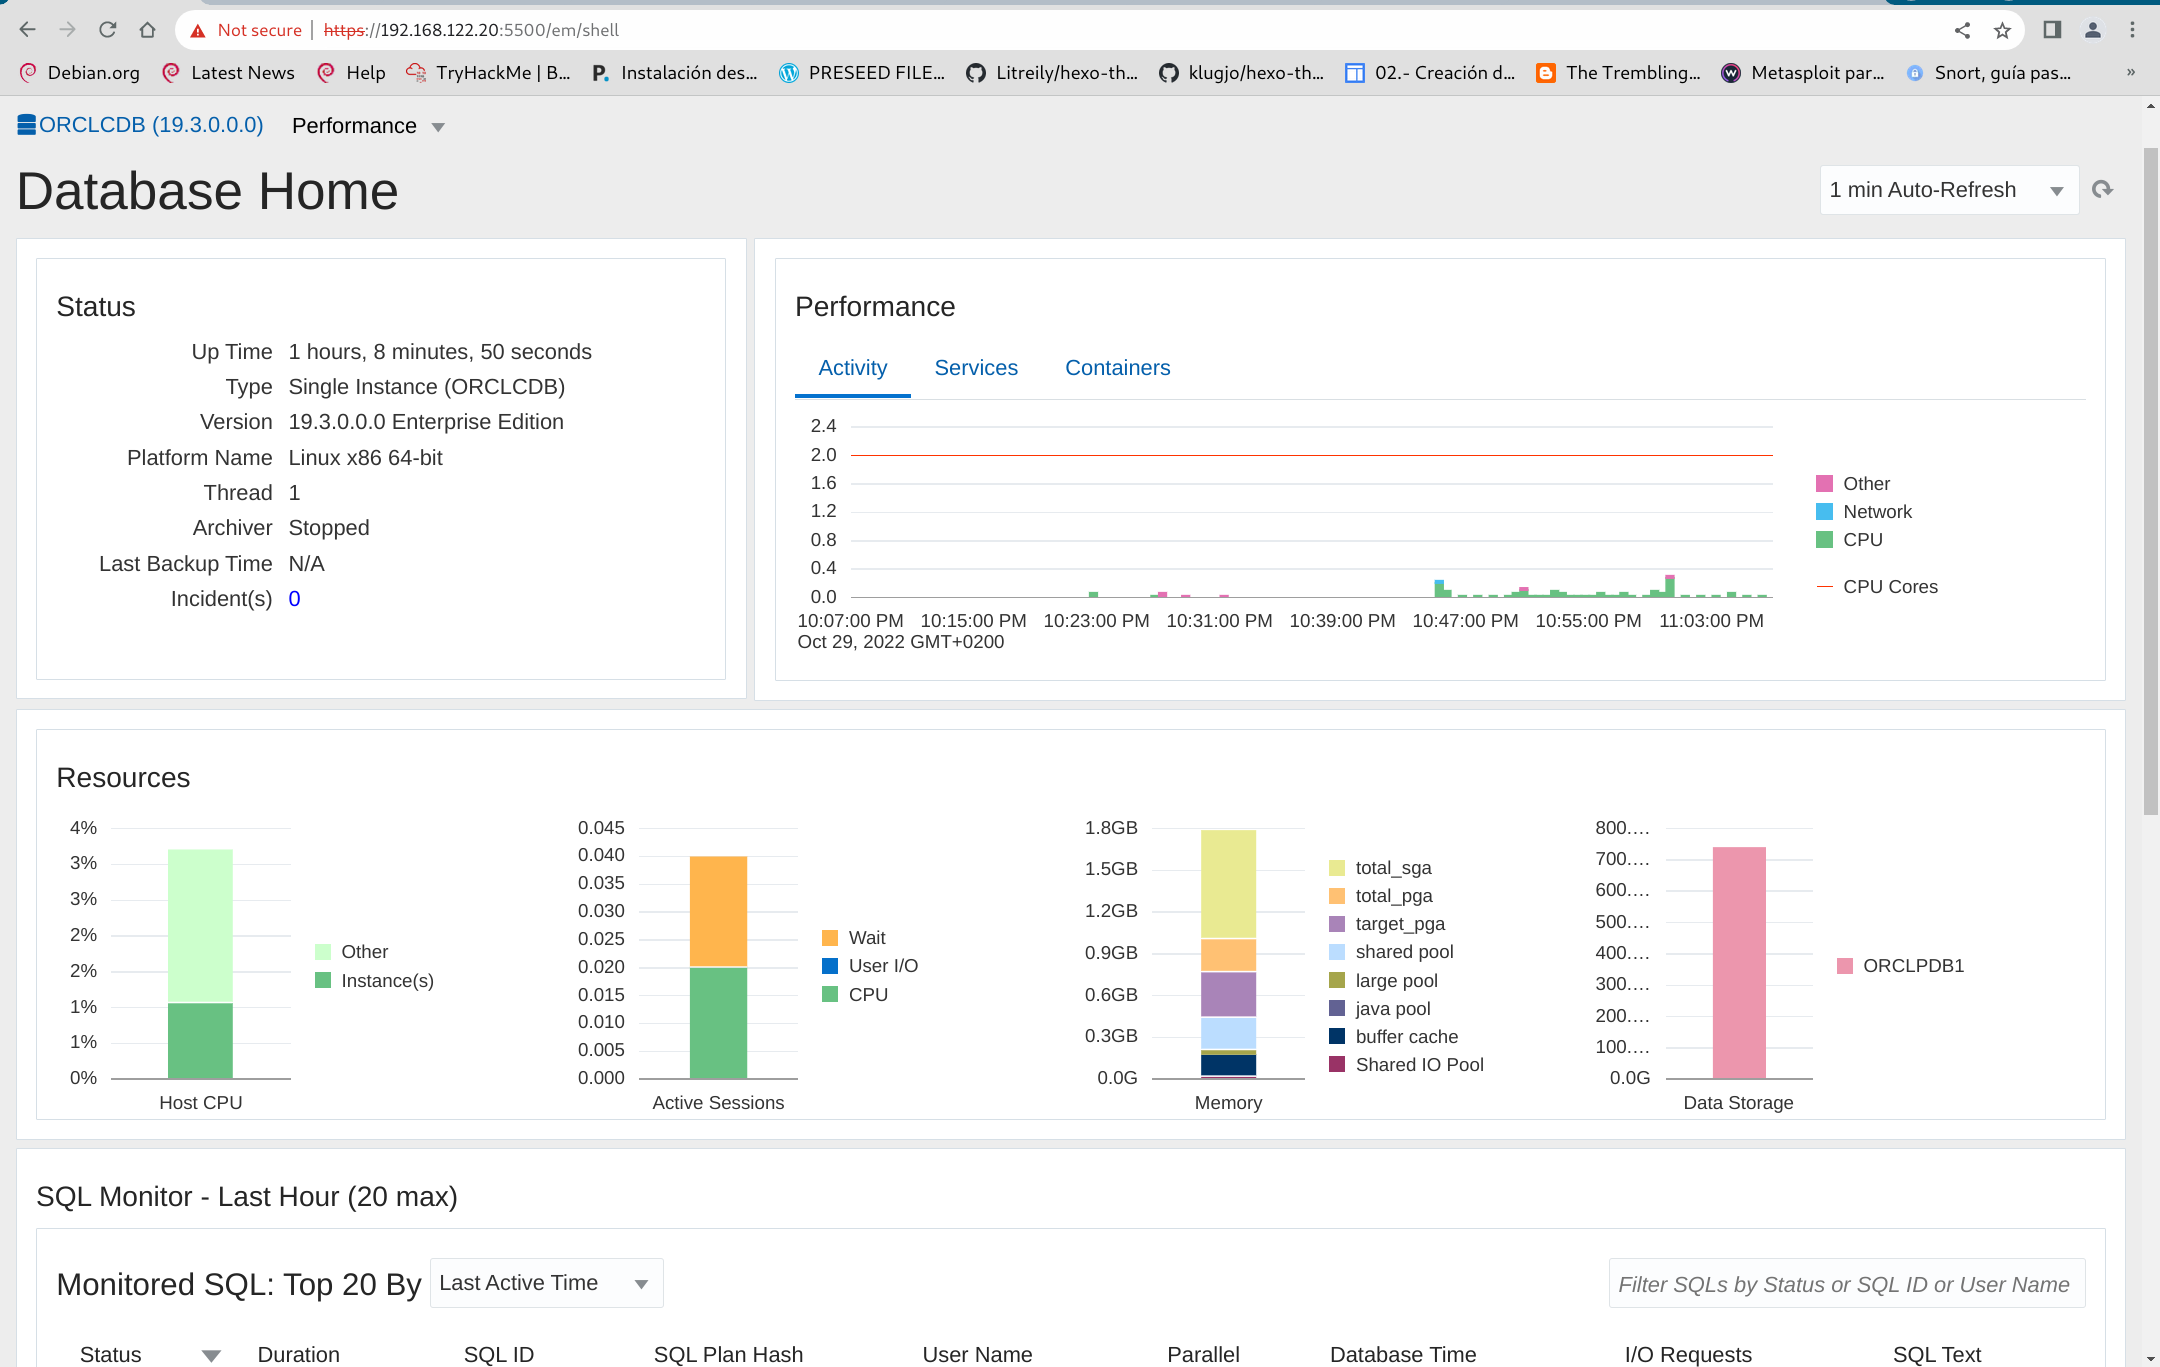 Not secure | https://192.168.122.20:5500/em/shell
Debian.org Latest News Help TryHackMe | B... Instalación des... PRESEED FILE... Litreily/hexo-th... klugjo/hexo-th... 02.- Creación d... The Trembling... Metasploit par... Snort, guía pas... »
ORCLCDB (19.3.0.0.0) Performance
Database Home
1 min Auto-Refresh
Status
Up Time 1 hours, 8 minutes, 50 seconds
Type Single Instance (ORCLCDB)
Version 19.3.0.0.0 Enterprise Edition
Platform Name Linux x86 64-bit
Thread 1
Archiver Stopped
Last Backup Time N/A
Incident(s) 0
Performance
Activity Services Containers
2.4
2.0
1.6
1.2
0.8
0.4
0.0
10:07:00 PM 10:15:00 PM 10:23:00 PM 10:31:00 PM 10:39:00 PM 10:47:00 PM 10:55:00 PM 11:03:00 PM
Oct 29, 2022 GMT+0200
Other
Network
CPU
CPU Cores
Resources
4%
3%
3%
2%
2%
1%
1%
0%
Host CPU
Other
Instance(s)
0.045
0.040
0.035
0.030
0.025
0.020
0.015
0.010
0.005
0.000
Active Sessions
Wait
User I/O
CPU
1.8GB
1.5GB
1.2GB
0.9GB
0.6GB
0.3GB
0.0G
Memory
total_sga
total_pga
target_pga
shared pool
large pool
java pool
buffer cache
Shared IO Pool
800....
700....
600....
500....
400....
300....
200....
100....
0.0G
Data Storage
ORCLPDB1
SQL Monitor - Last Hour (20 max)
Monitored SQL: Top 20 By Last Active Time
Filter SQLs by Status or SQL ID or User Name
Status Duration SQL ID SQL Plan Hash User Name Parallel Database Time I/O Requests SQL Text